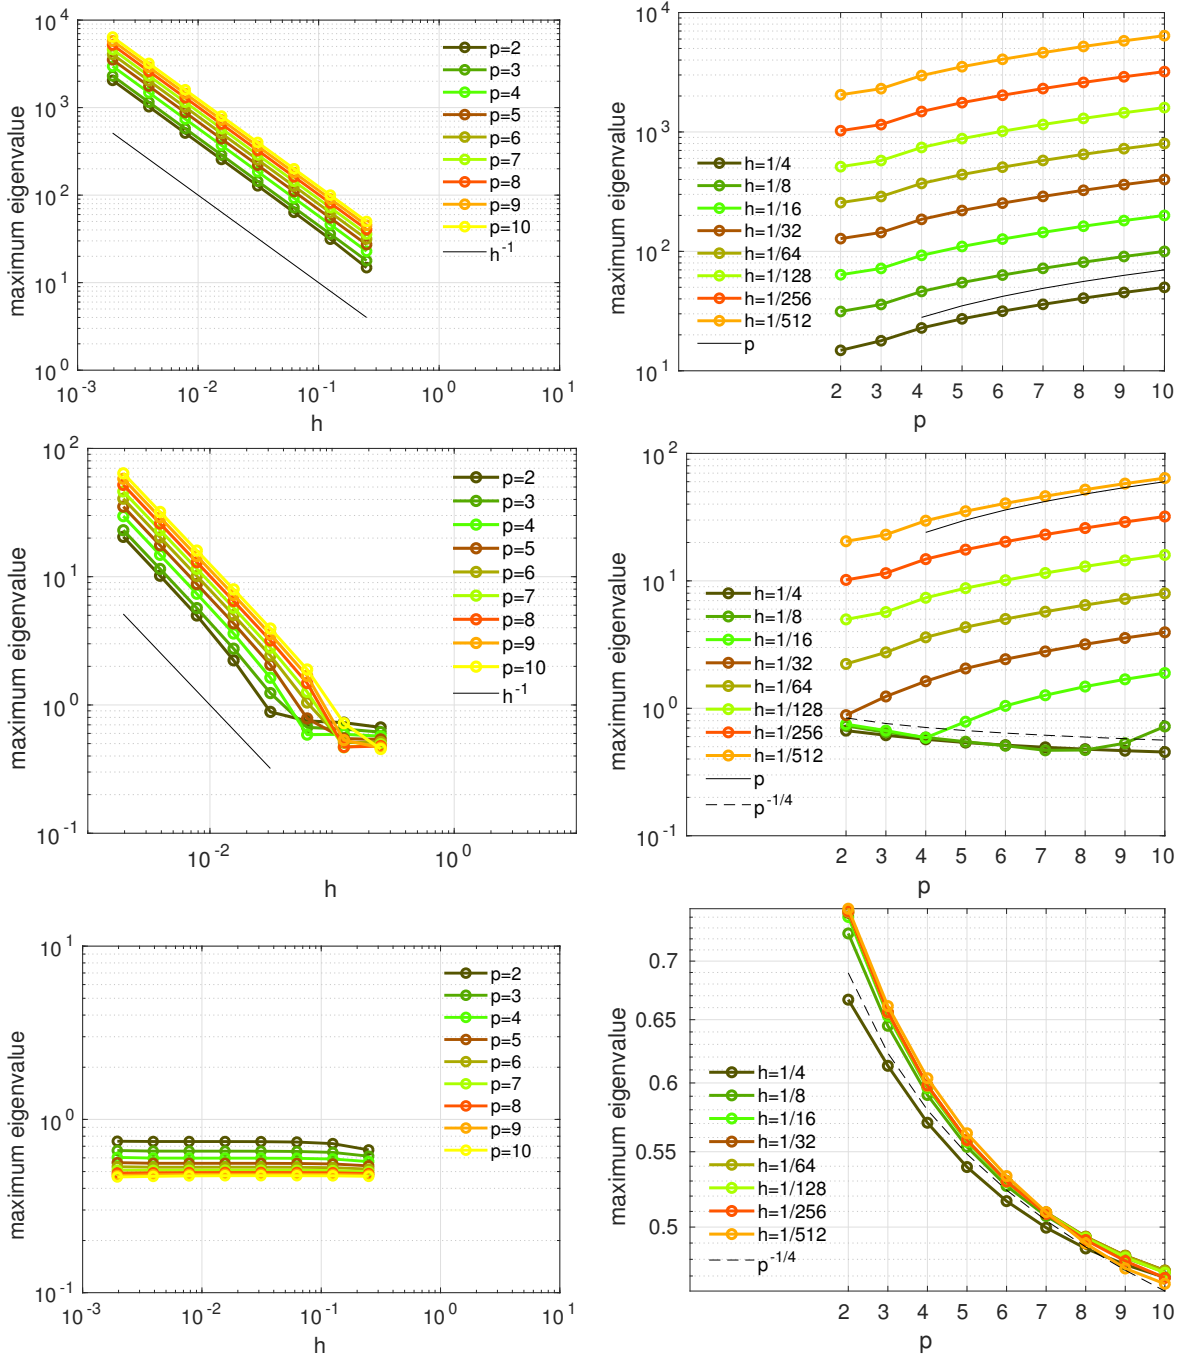 10^4
10^3
10^2
10^1
10^0
maximum eigenvalue
p=2
p=3
p=4
p=5
p=6
p=7
p=8
p=9
p=10
h^-1
10^-3 10^-2 10^-1 10^0 10^1
h
10^4
10^3
10^2
10^1
maximum eigenvalue
h=1/4
h=1/8
h=1/16
h=1/32
h=1/64
h=1/128
h=1/256
h=1/512
p
2 3 4 5 6 7 8 9 10
p
10^2
10^1
10^0
10^-1
maximum eigenvalue
p=2
p=3
p=4
p=5
p=6
p=7
p=8
p=9
p=10
h^-1
10^-2 10^0
h
10^2
10^1
10^0
10^-1
maximum eigenvalue
h=1/4
h=1/8
h=1/16
h=1/32
h=1/64
h=1/128
h=1/256
h=1/512
p
p^-1/4
2 3 4 5 6 7 8 9 10
p
10^1
10^0
10^-1
maximum eigenvalue
p=2
p=3
p=4
p=5
p=6
p=7
p=8
p=9
p=10
10^-3 10^-2 10^-1 10^0 10^1
h
0.7
0.65
0.6
0.55
0.5
maximum eigenvalue
h=1/4
h=1/8
h=1/16
h=1/32
h=1/64
h=1/128
h=1/256
h=1/512
p^-1/4
2 3 4 5 6 7 8 9 10
p